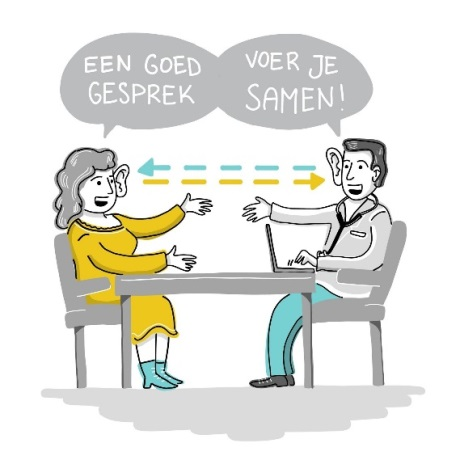 EEN GOED
GESPREK
VOER JE
SAMEN!